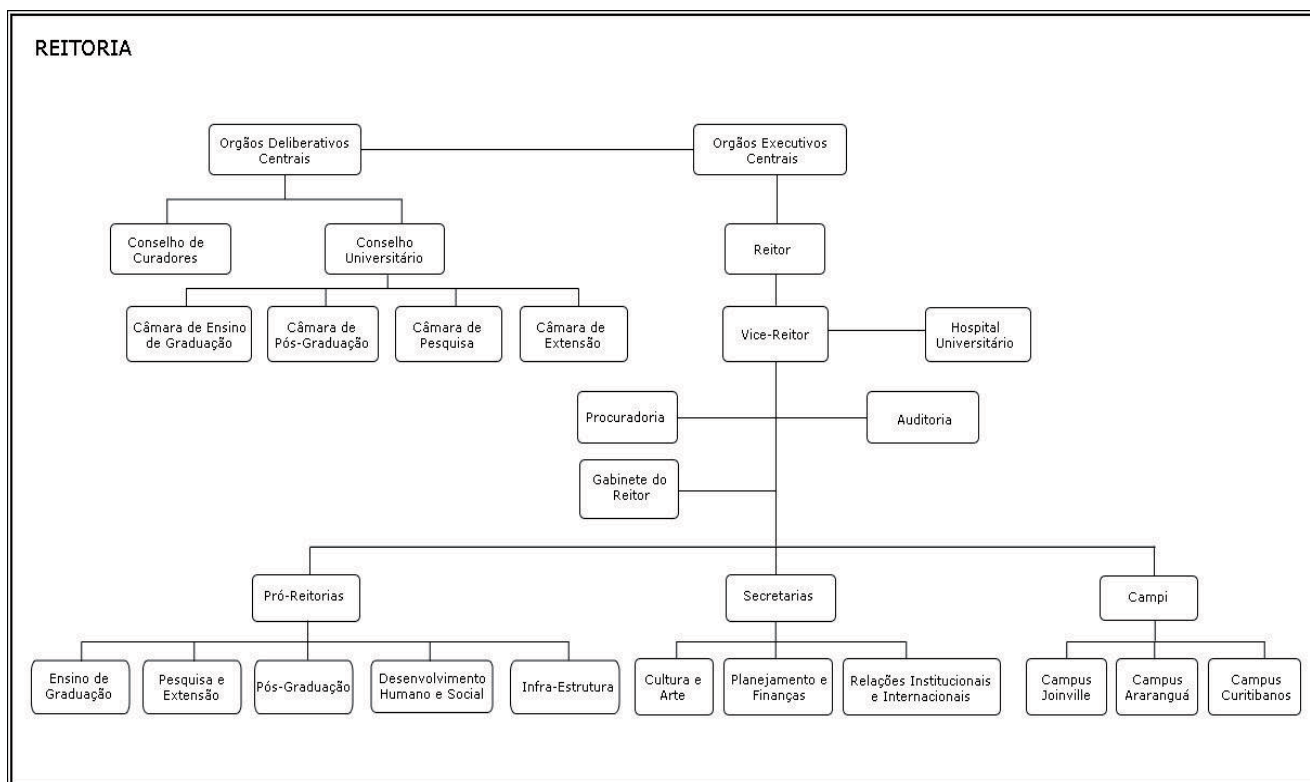 REITORIA
Orgãos Deliberativos
Centrais
Orgãos Executivos
Centrais
Conselho de
Curadores
Conselho
Universitário
Reitor
Câmara de Ensino
de Graduação
Câmara de
Pós-Graduação
Câmara de
Pesquisa
Câmara de
Extensão
Vice-Reitor
Hospital
Universitário
Procuradoria
Auditoria
Gabinete do
Reitor
Pró-Reitorias
Secretarias
Campi
Ensino de
Graduação
Pesquisa e
Extensão
Pós-Graduação
Desenvolvimento
Humano e Social
Infra-Estrutura
Cultura e
Arte
Planejamento e
Finanças
Relações Institucionais
e Internacionais
Campus
Joinville
Campus
Araranguá
Campus
Curitibanos